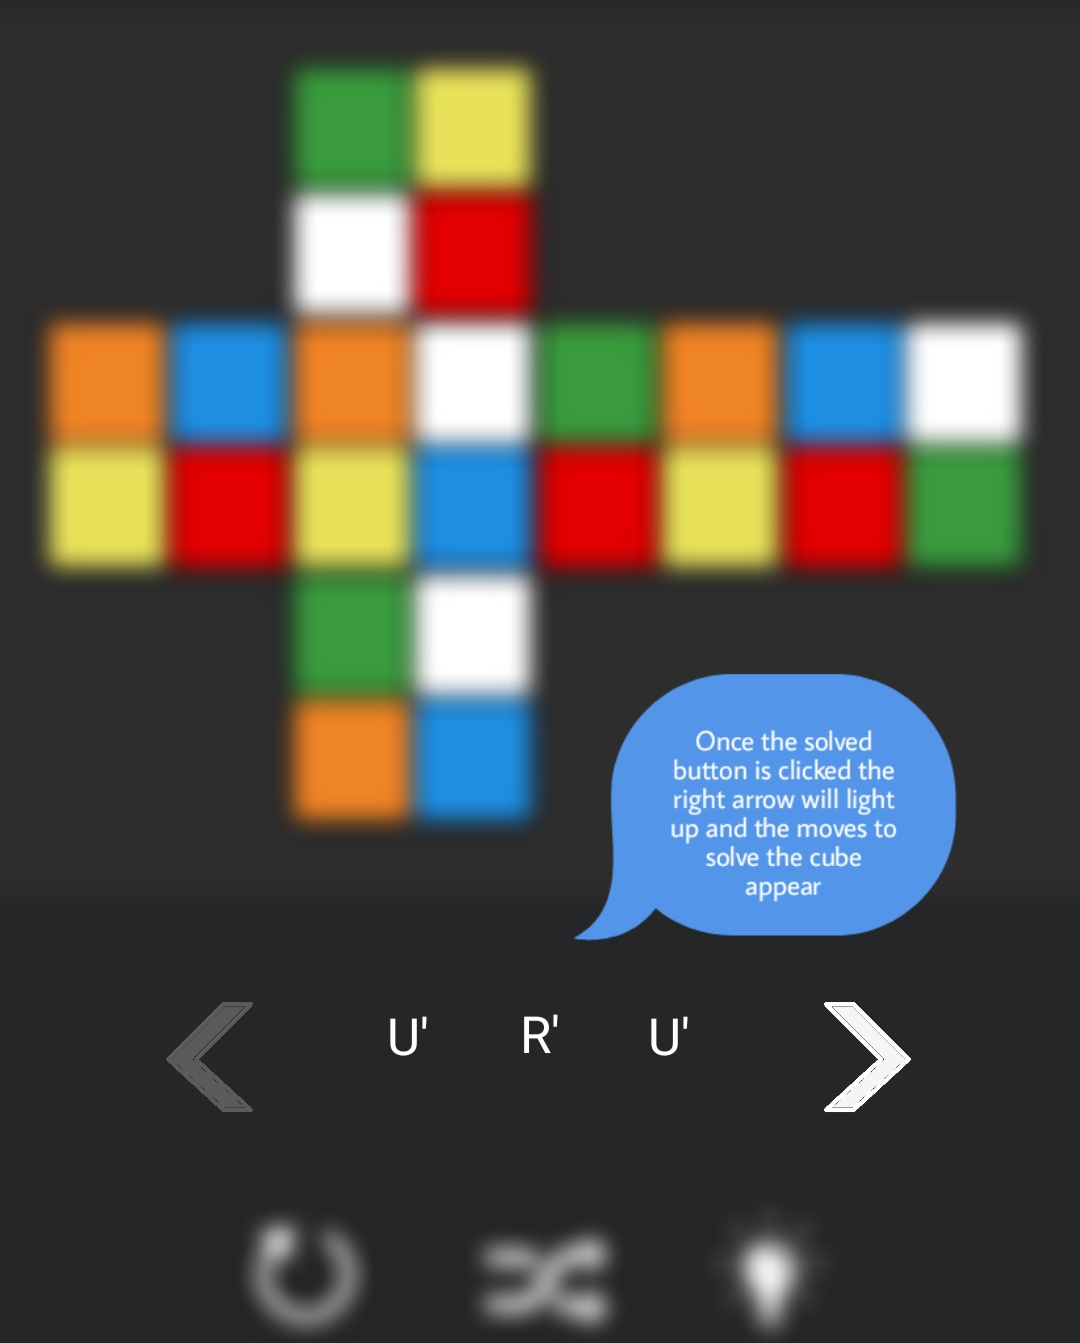 Once the solved
button is clicked the
right arrow will light
up and the moves to
solve the cube
appear
U' R' U'